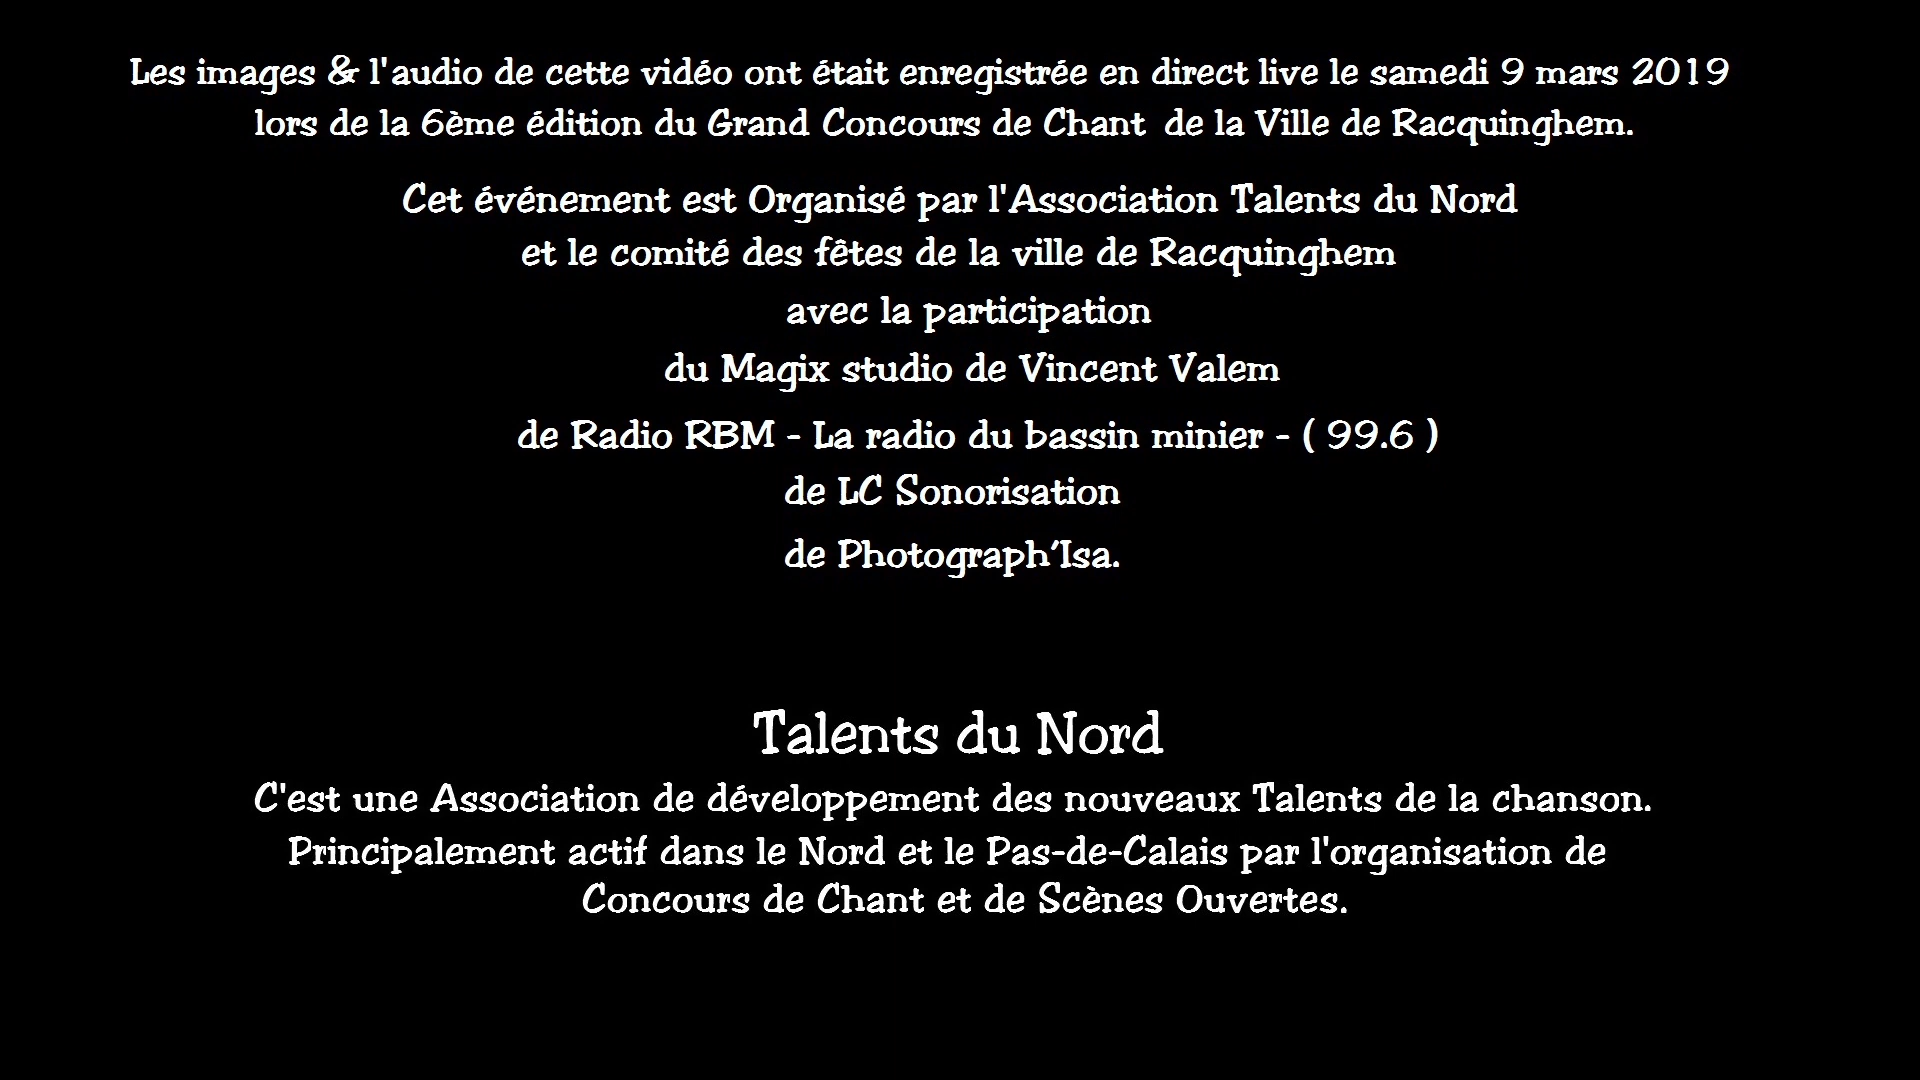 Les images & l'audio de cette vidéo ont était enregistrée en direct live le samedi 9 mars 2019
lors de la 6ème édition du Grand Concours de Chant de la Ville de Racquinghem.
Cet événement est Organisé par l'Association Talents du Nord
et le comité des fêtes de la ville de Racquinghem
avec la participation
du Magix studio de Vincent Valem
de Radio RBM - La radio du bassin minier - ( 99.6 )
de LC Sonorisation
de Photograph’Isa.
Talents du Nord
C'est une Association de développement des nouveaux Talents de la chanson.
Principalement actif dans le Nord et le Pas-de-Calais par l'organisation de
Concours de Chant et de Scènes Ouvertes.